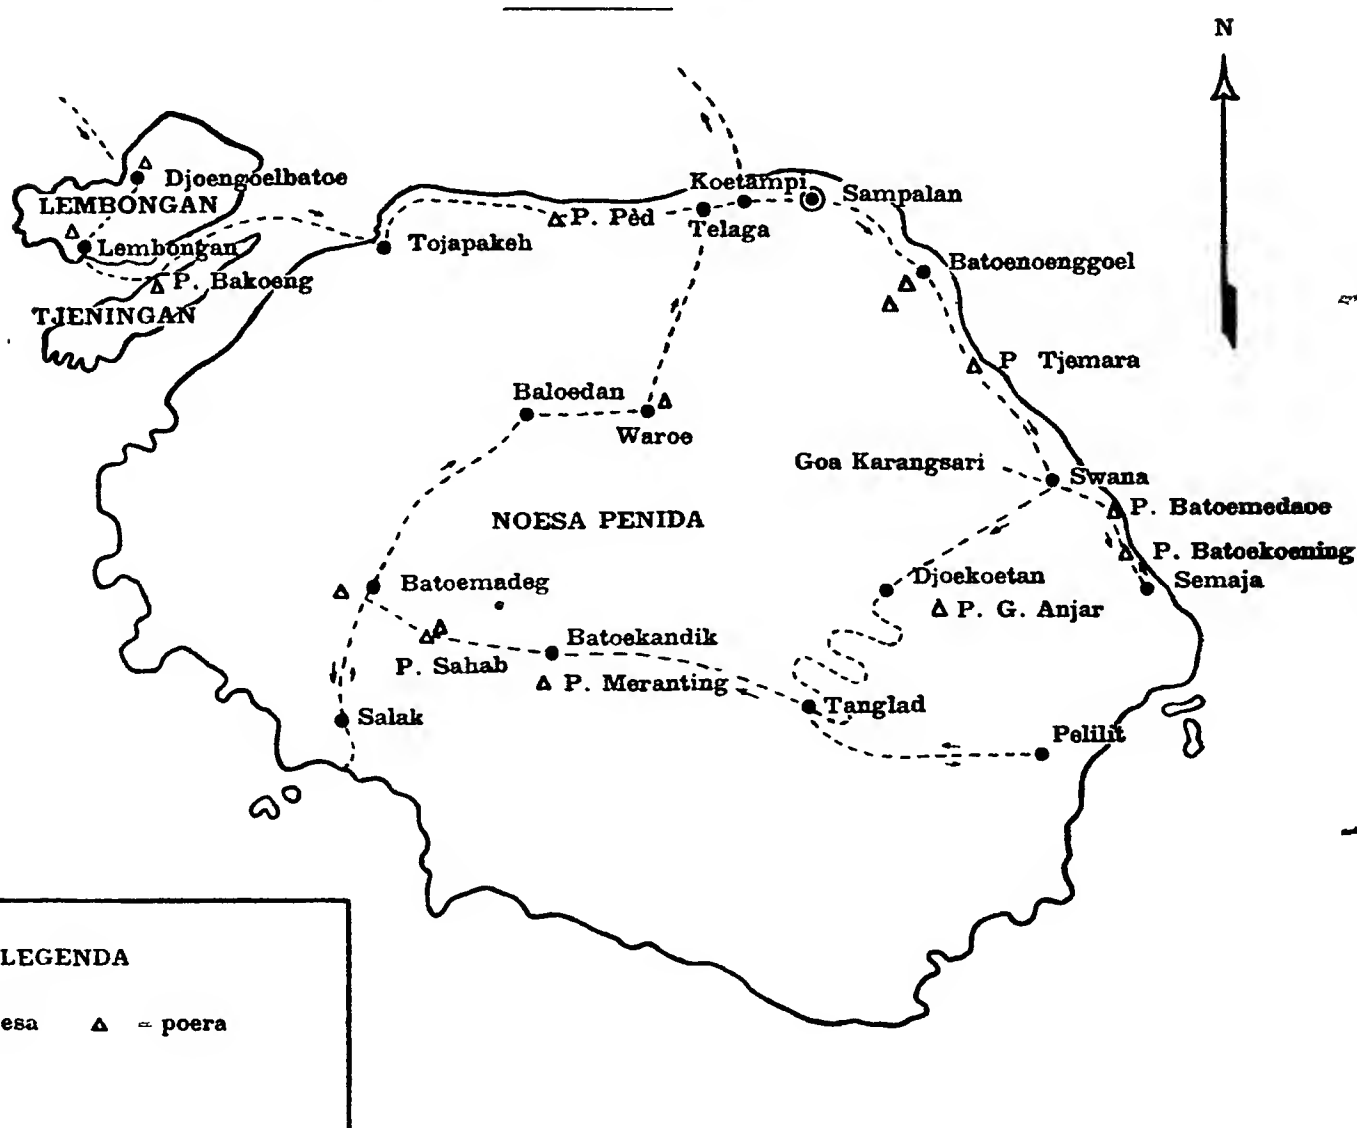 N
Djoengoelbatoe
LEMBONGAN
Koetampi
Sampalan
P. Pèd
Telaga
Lembongan
Tojapakeh
Batoenoenggoel
P. Bakoeng
TJENINGAN
P Tjemara
Baloedan
Waroe
Goa Karangsari
Swana
P. Batoemedaoe
NOESA PENIDA
P. Batoekoening
Semaja
Djoekoetan
Batoemadeg
P. G. Anjar
Batoekandik
P. Sahab
P. Meranting
Tanglad
Salak
Pelilit
LEGENDA
esa Δ = poera